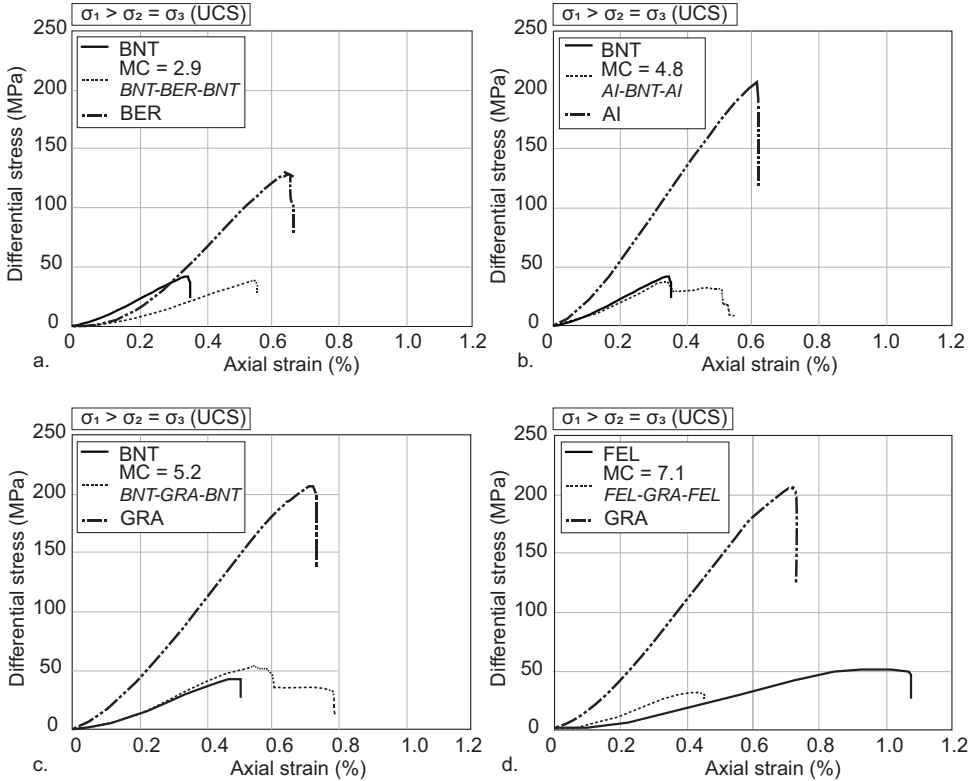 σ₁ > σ₂ = σ₃ (UCS)
250
200
150
100
50
0
Differential stress (MPa)
BNT
MC = 2.9
BNT-BER-BNT
BER
0 0.2 0.4 0.6 0.8 1.0 1.2
Axial strain (%)
a.
σ₁ > σ₂ = σ₃ (UCS)
250
200
150
100
50
0
Differential stress (MPa)
BNT
MC = 4.8
AI-BNT-AI
AI
0 0.2 0.4 0.6 0.8 1.0 1.2
Axial strain (%)
b.
σ₁ > σ₂ = σ₃ (UCS)
250
200
150
100
50
0
Differential stress (MPa)
BNT
MC = 5.2
BNT-GRA-BNT
GRA
0 0.2 0.4 0.6 0.8 1.0 1.2
Axial strain (%)
c.
σ₁ > σ₂ = σ₃ (UCS)
250
200
150
100
50
0
Differential stress (MPa)
FEL
MC = 7.1
FEL-GRA-FEL
GRA
0 0.2 0.4 0.6 0.8 1.0 1.2
Axial strain (%)
d.